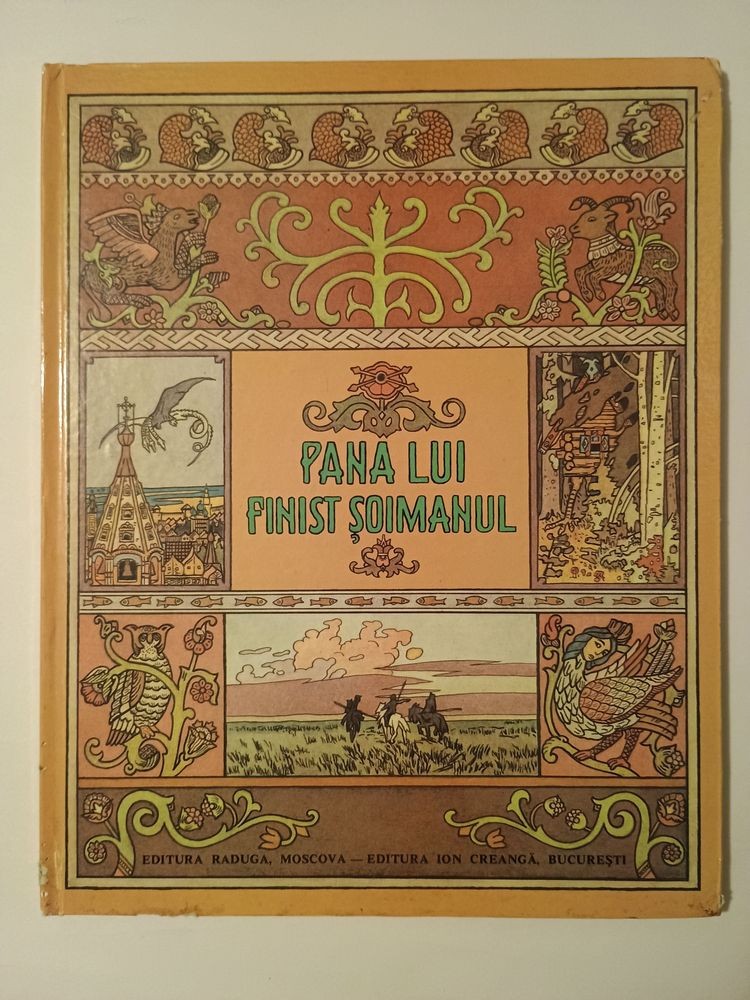 PANA LUI
FINIST ȘOIMANUL
EDITURA RADUGA, MOSCOVA — EDITURA ION CREANGĂ, BUCUREȘTI